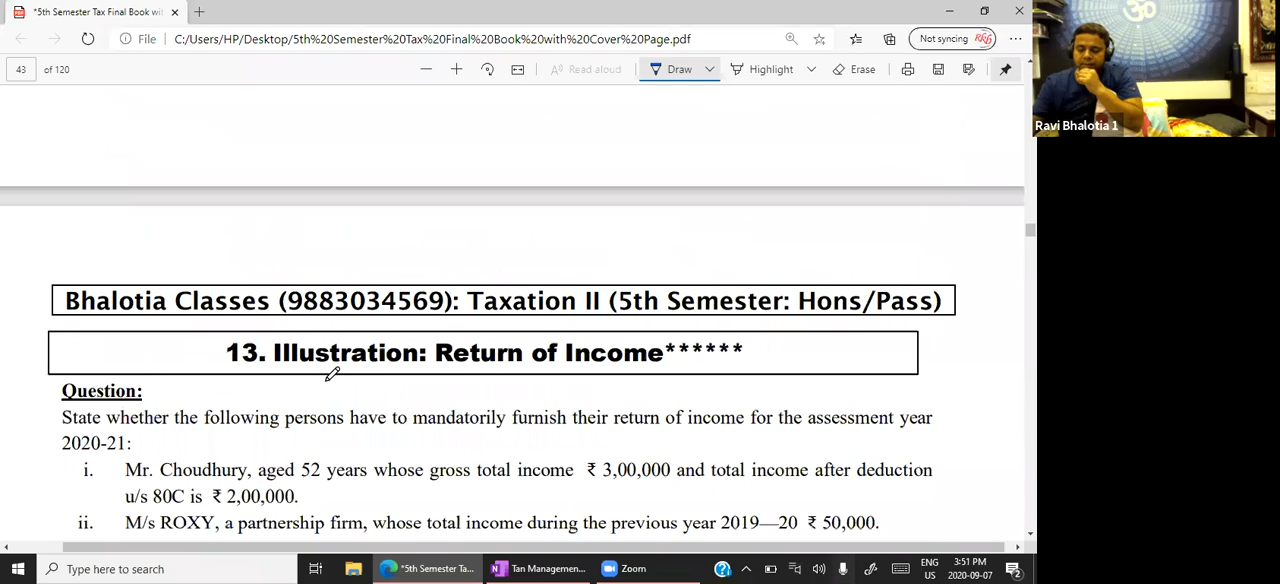 *5th Semester Tax Final Book wit
File
C:/Users/HP/Desktop/5th%20Semester%20Tax%20Final%20Book%20with%20Cover%20Page.pdf
Not syncing
43 of 120
Read aloud
Draw
Highlight
Erase
Ravi Bhalotia 1
Bhalotia Classes (9883034569): Taxation II (5th Semester: Hons/Pass)
13. Illustration: Return of Income******
Question:
State whether the following persons have to mandatorily furnish their return of income for the assessment year
2020-21:
i. Mr. Choudhury, aged 52 years whose gross total income ₹ 3,00,000 and total income after deduction
u/s 80C is ₹ 2,00,000.
ii. M/s ROXY, a partnership firm, whose total income during the previous year 2019—20 ₹ 50,000.
Type here to search
*5th Semester Ta...
Tan Managemen...
Zoom
ENG
US
3:51 PM
2020-09-07
2